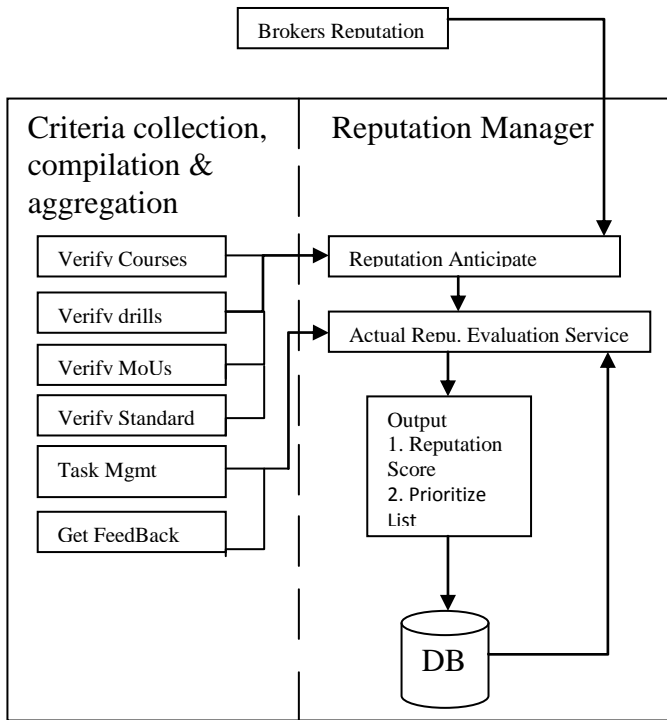 Brokers Reputation
Criteria collection,
compilation &
aggregation
Reputation Manager
Verify Courses
Verify drills
Verify MoUs
Verify Standard
Task Mgmt
Get FeedBack
Reputation Anticipate
Actual Repu. Evaluation Service
Output
1. Reputation
Score
2. Prioritize
List
DB